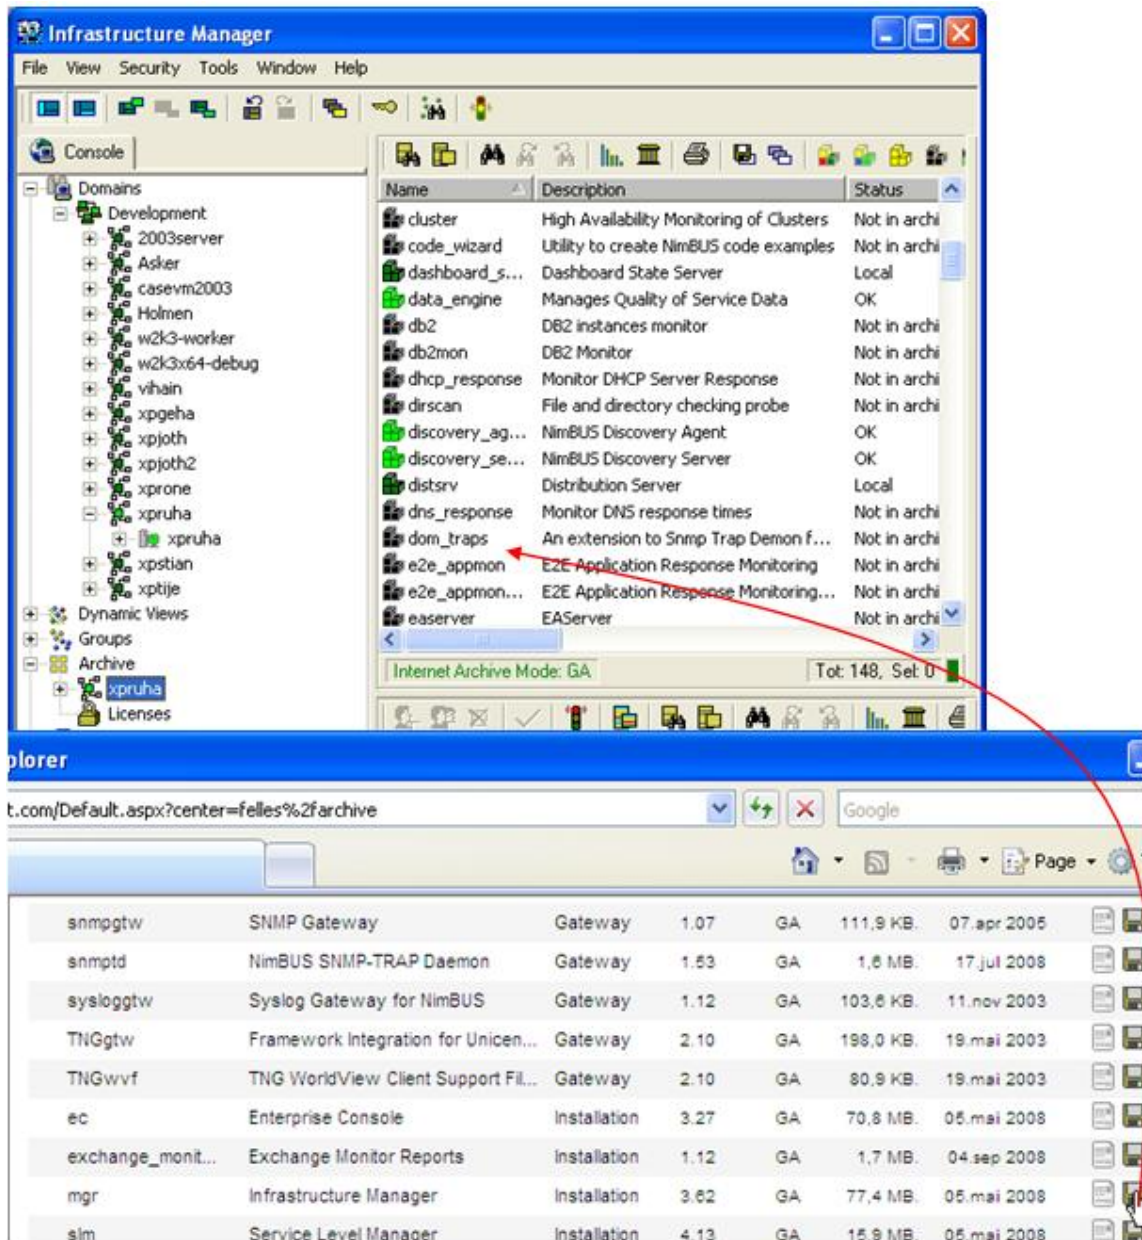 Infrastructure Manager
File View Security Tools Window Help
Console
Domains
Development
2003server
Asker
casevm2003
Holmen
w2k3-worker
w2k3x64-debug
vihain
xpgeha
xpjoth
xpjoth2
xprone
xpruha
xpruha
xpstian
xptije
Dynamic Views
Groups
Archive
xpruha
Licenses
Name Description Status
cluster High Availability Monitoring of Clusters Not in archi
code_wizard Utility to create NimBUS code examples Not in archi
dashboard_s... Dashboard State Server Local
data_engine Manages Quality of Service Data OK
db2 DB2 instances monitor Not in archi
db2mon DB2 Monitor Not in archi
dhcp_response Monitor DHCP Server Response Not in archi
dirscan File and directory checking probe Not in archi
discovery_ag... NimBUS Discovery Agent OK
discovery_se... NimBUS Discovery Server OK
distsrv Distribution Server Local
dns_response Monitor DNS response times Not in archi
dom_traps An extension to Snmp Trap Demon f... Not in archi
e2e_appmon E2E Application Response Monitoring Not in archi
e2e_appmon... E2E Application Response Monitoring... Not in archi
easerver EAServer Not in archi
Internet Archive Mode: GA Tot: 148, Sel: 0
plorer
t.com/Default.aspx?center=felles%2farchive Google
Page
snmpgtw SNMP Gateway Gateway 1.07 GA 111,9 KB. 07.apr 2005
snmptd NimBUS SNMP-TRAP Daemon Gateway 1.53 GA 1,6 MB. 17.jul 2008
sysloggtw Syslog Gateway for NimBUS Gateway 1.12 GA 103,6 KB. 11.nov 2003
TNGgtw Framework Integration for Unicen... Gateway 2.10 GA 198,0 KB. 19.mai 2003
TNGwvf TNG WorldView Client Support Fil... Gateway 2.10 GA 80,9 KB. 19.mai 2003
ec Enterprise Console Installation 3.27 GA 70,8 MB. 05.mai 2008
exchange_monit... Exchange Monitor Reports Installation 1.12 GA 1,7 MB. 04.sep 2008
mgr Infrastructure Manager Installation 3.62 GA 77,4 MB. 05.mai 2008
slm Service Level Manager Installation 4.13 GA 15,9 MB. 05.mai 2008